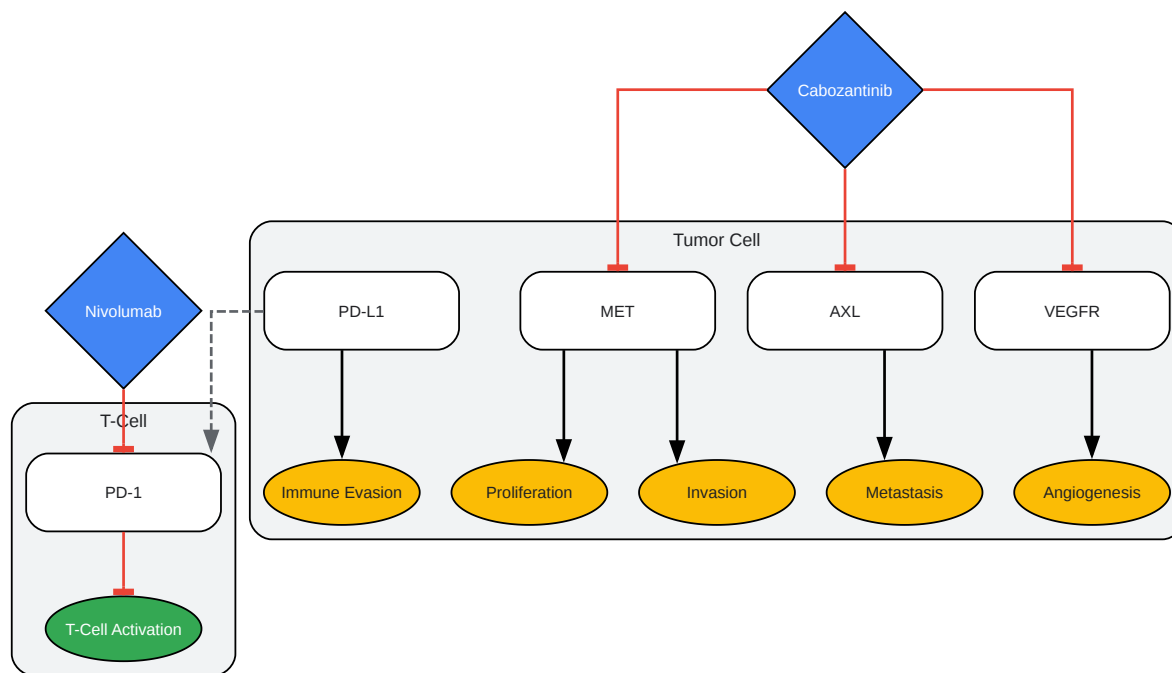 Cabozantinib
Tumor Cell
Nivolumab
PD-L1
MET
AXL
VEGFR
T-Cell
PD-1
Immune Evasion
Proliferation
Invasion
Metastasis
Angiogenesis
T-Cell Activation